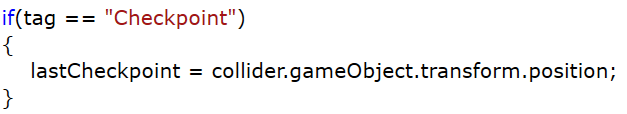 if(tag == "Checkpoint")
{
    lastCheckpoint = collider.gameObject.transform.position;
}